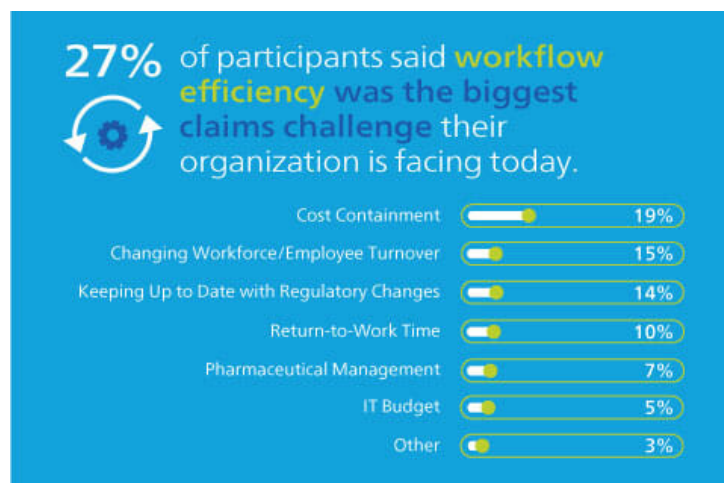 27% of participants said workflow
efficiency was the biggest
claims challenge their
organization is facing today.
Cost Containment 19%
Changing Workforce/Employee Turnover 15%
Keeping Up to Date with Regulatory Changes 14%
Return-to-Work Time 10%
Pharmaceutical Management 7%
IT Budget 5%
Other 3%